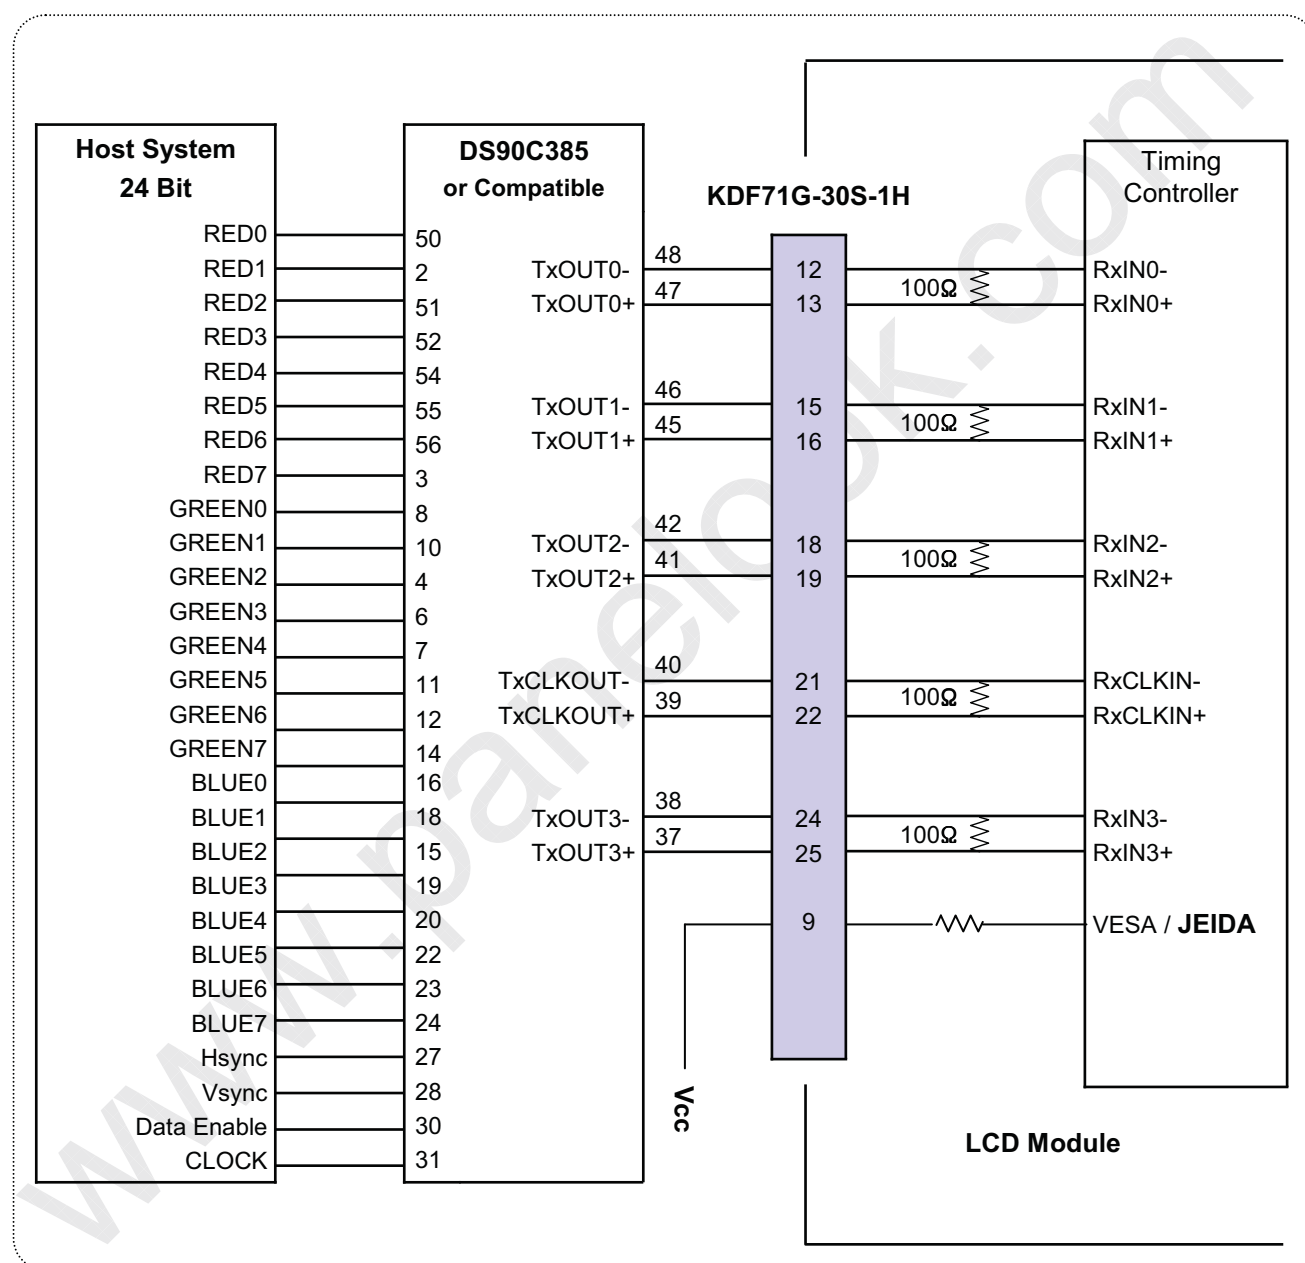 Host System
24 Bit
RED0
RED1
RED2
RED3
RED4
RED5
RED6
RED7
GREEN0
GREEN1
GREEN2
GREEN3
GREEN4
GREEN5
GREEN6
GREEN7
BLUE0
BLUE1
BLUE2
BLUE3
BLUE4
BLUE5
BLUE6
BLUE7
Hsync
Vsync
Data Enable
CLOCK
DS90C385
or Compatible
50
2
51
52
54
55
56
3
8
10
4
6
7
11
12
14
16
18
15
19
20
22
23
24
27
28
30
31
TxOUT0- 48
TxOUT0+ 47
TxOUT1- 46
TxOUT1+ 45
TxOUT2- 42
TxOUT2+ 41
TxCLKOUT- 40
TxCLKOUT+ 39
TxOUT3- 38
TxOUT3+ 37
Vcc
KDF71G-30S-1H
12
13
15
16
18
19
21
22
24
25
9
100Ω
100Ω
100Ω
100Ω
100Ω
Timing
Controller
RxIN0-
RxIN0+
RxIN1-
RxIN1+
RxIN2-
RxIN2+
RxCLKIN-
RxCLKIN+
RxIN3-
RxIN3+
VESA / JEIDA
LCD Module
www.panelook.com